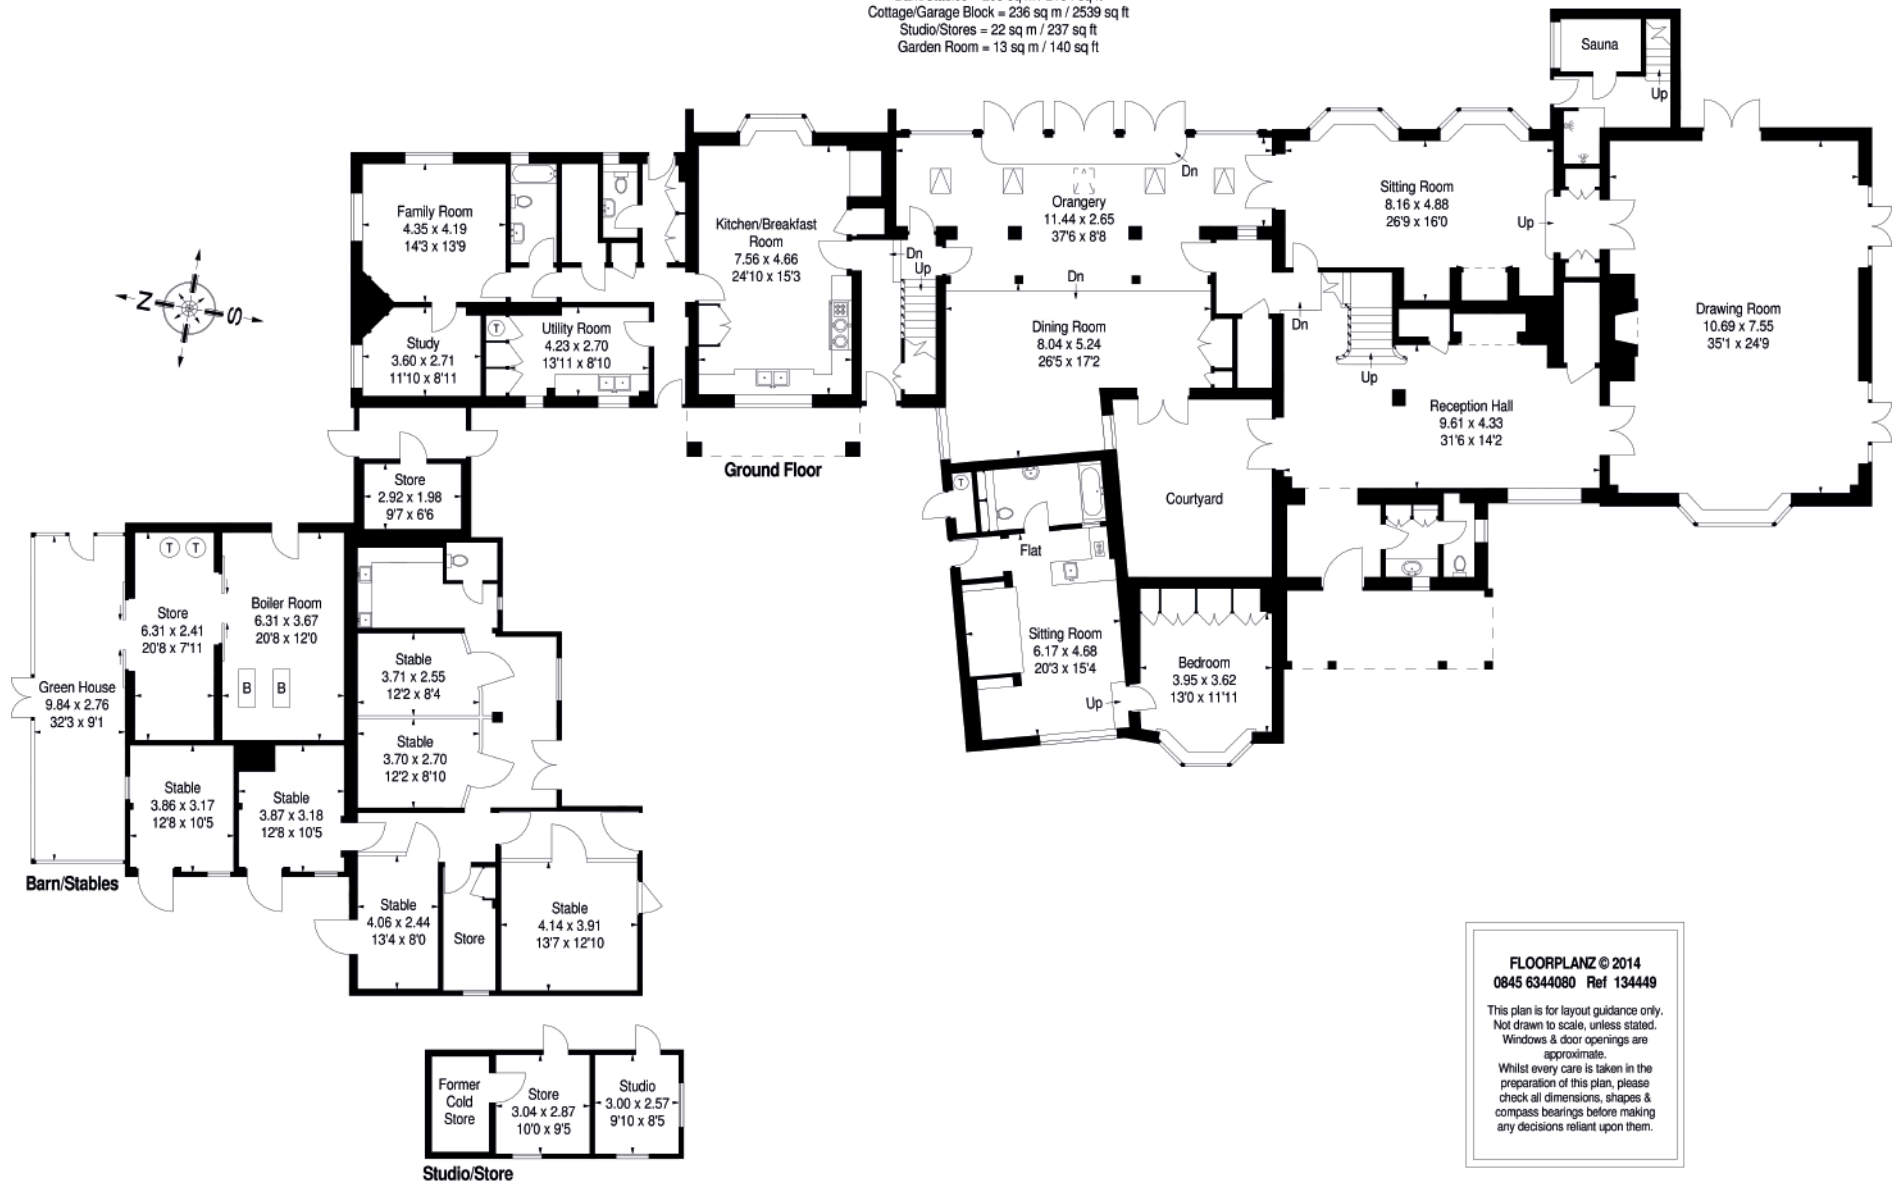 Cottage/Garage Block = 236 sq m / 2539 sq ft
Studio/Stores = 22 sq m / 237 sq ft
Garden Room = 13 sq m / 140 sq ft
Sauna
Up
Dn
Family Room
4.35 x 4.19
14'3 x 13'9
Kitchen/Breakfast
Room
7.56 x 4.66
24'10 x 15'3
Orangery
11.44 x 2.65
37'6 x 8'8
Sitting Room
8.16 x 4.88
26'9 x 16'0
Up
Dn
Up
Dn
N
S
Drawing Room
10.69 x 7.55
35'1 x 24'9
T
Utility Room
4.23 x 2.70
13'11 x 8'10
Study
3.60 x 2.71
11'10 x 8'11
Dining Room
8.04 x 5.24
26'5 x 17'2
Dn
Up
Reception Hall
9.61 x 4.33
31'6 x 14'2
Ground Floor
Store
2.92 x 1.98
9'7 x 6'6
T
Courtyard
Flat
T
T
Store
6.31 x 2.41
20'8 x 7'11
Boiler Room
6.31 x 3.67
20'8 x 12'0
B
B
Green House
9.84 x 2.76
32'3 x 9'1
Stable
3.71 x 2.55
12'2 x 8'4
Stable
3.70 x 2.70
12'2 x 8'10
Sitting Room
6.17 x 4.68
20'3 x 15'4
Up
Bedroom
3.95 x 3.62
13'0 x 11'11
Stable
3.86 x 3.17
12'8 x 10'5
Stable
3.87 x 3.18
12'8 x 10'5
Barn/Stables
Stable
4.06 x 2.44
13'4 x 8'0
Store
Stable
4.14 x 3.91
13'7 x 12'10
Former
Cold
Store
Store
3.04 x 2.87
10'0 x 9'5
Studio
3.00 x 2.57
9'10 x 8'5
Studio/Store
FLOORPLANZ © 2014
0845 6344080 Ref 134449
This plan is for layout guidance only.
Not drawn to scale, unless stated.
Windows & door openings are
approximate.
Whilst every care is taken in the
preparation of this plan, please
check all dimensions, shapes &
compass bearings before making
any decisions reliant upon them.